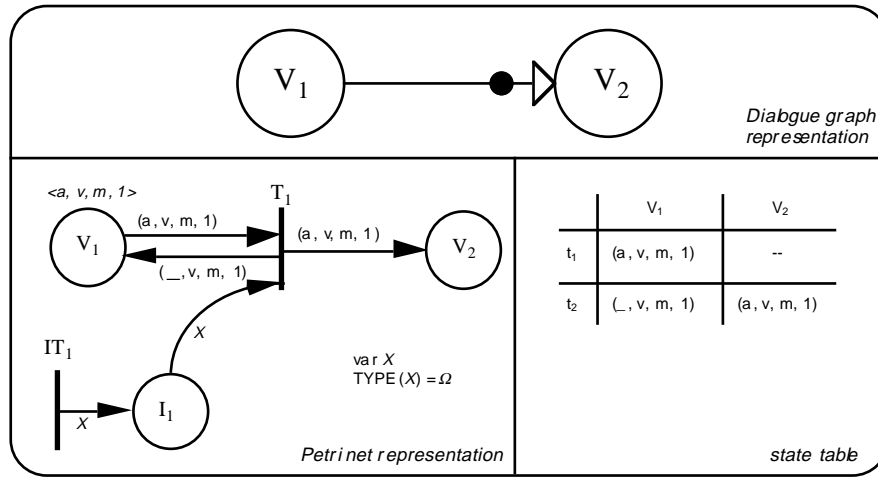 V1
V2
Dialogue graph
representation
<a, v, m, 1>
T1
(a, v, m, 1)
(a, v, m, 1)
V1
V2
(_, v, m, 1)
X
IT1
var X
TYPE(X) = Ω
X
I1
Petri net representation
V1 V2
t1 (a, v, m, 1) --
t2 (_, v, m, 1) (a, v, m, 1)
state table